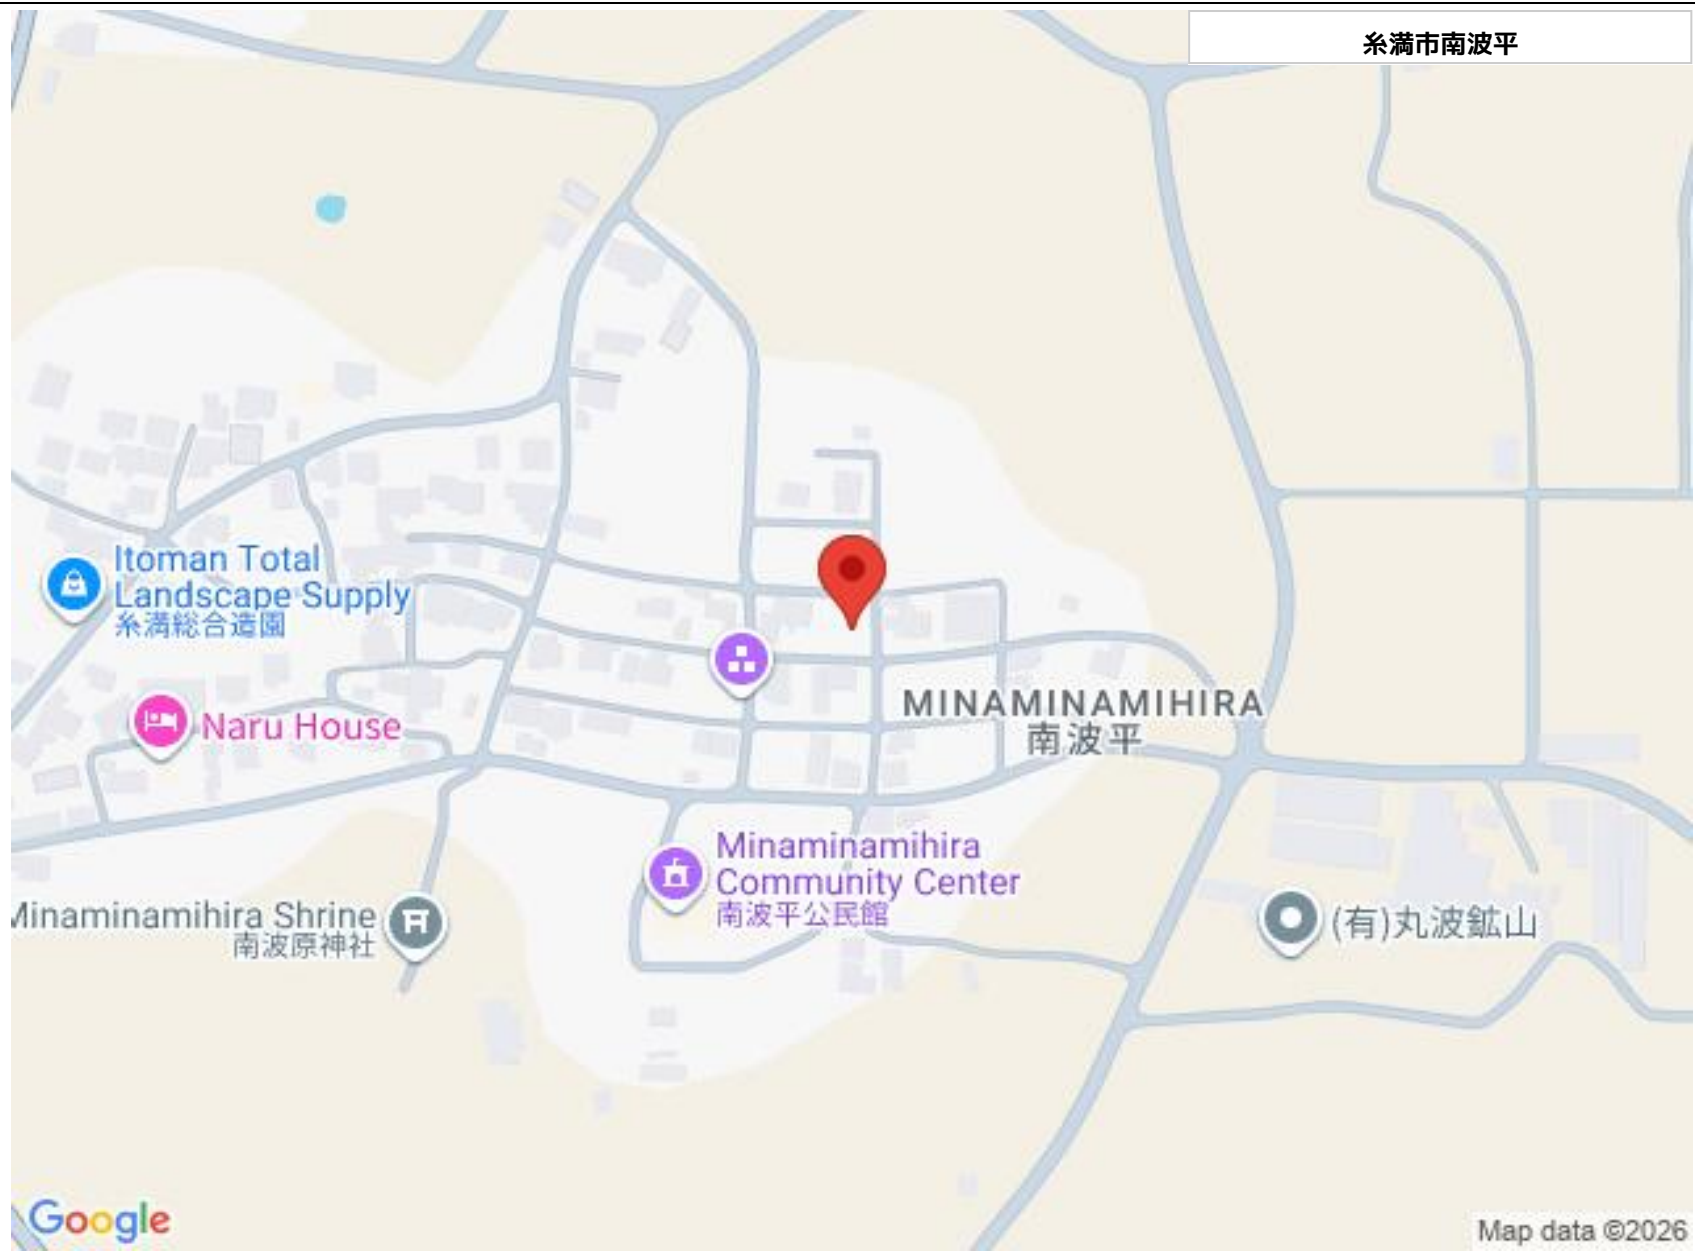 糸満市南波平
Itoman Total
Landscape Supply
糸満総合造園
Naru House
MINAMINAMIHIRA
南波平
Minaminamihira
Community Center
南波平公民館
Minaminamihira Shrine
南波原神社
(有)丸波鉱山
Google
Map data ©2026